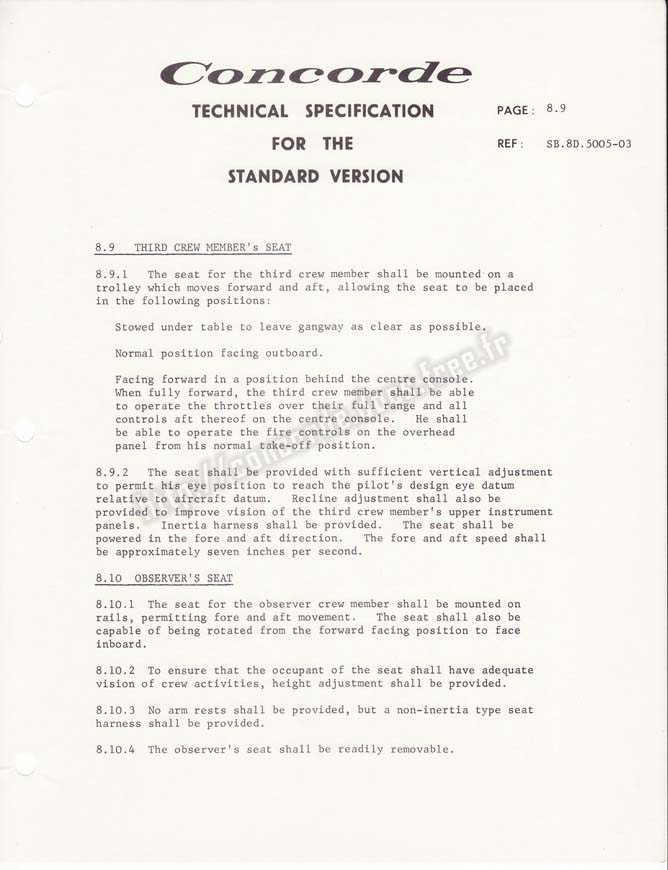 Concorde
TECHNICAL SPECIFICATION
FOR THE
STANDARD VERSION
PAGE: 8.9
REF: SB.8D.5005-03
8.9 THIRD CREW MEMBER's SEAT
8.9.1 The seat for the third crew member shall be mounted on a
trolley which moves forward and aft, allowing the seat to be placed
in the following positions:
Stowed under table to leave gangway as clear as possible.
Normal position facing outboard.
Facing forward in a position behind the centre console.
When fully forward, the third crew member shall be able
to operate the throttles over their full range and all
controls aft thereof on the centre console. He shall
be able to operate the fire controls on the overhead
panel from his normal take-off position.
8.9.2 The seat shall be provided with sufficient vertical adjustment
to permit his eye position to reach the pilot's design eye datum
relative to aircraft datum. Recline adjustment shall also be
provided to improve vision of the third crew member's upper instrument
panels. Inertia harness shall be provided. The seat shall be
powered in the fore and aft direction. The fore and aft speed shall
be approximately seven inches per second.
8.10 OBSERVER'S SEAT
8.10.1 The seat for the observer crew member shall be mounted on
rails, permitting fore and aft movement. The seat shall also be
capable of being rotated from the forward facing position to face
inboard.
8.10.2 To ensure that the occupant of the seat shall have adequate
vision of crew activities, height adjustment shall be provided.
8.10.3 No arm rests shall be provided, but a non-inertia type seat
harness shall be provided.
8.10.4 The observer's seat shall be readily removable.